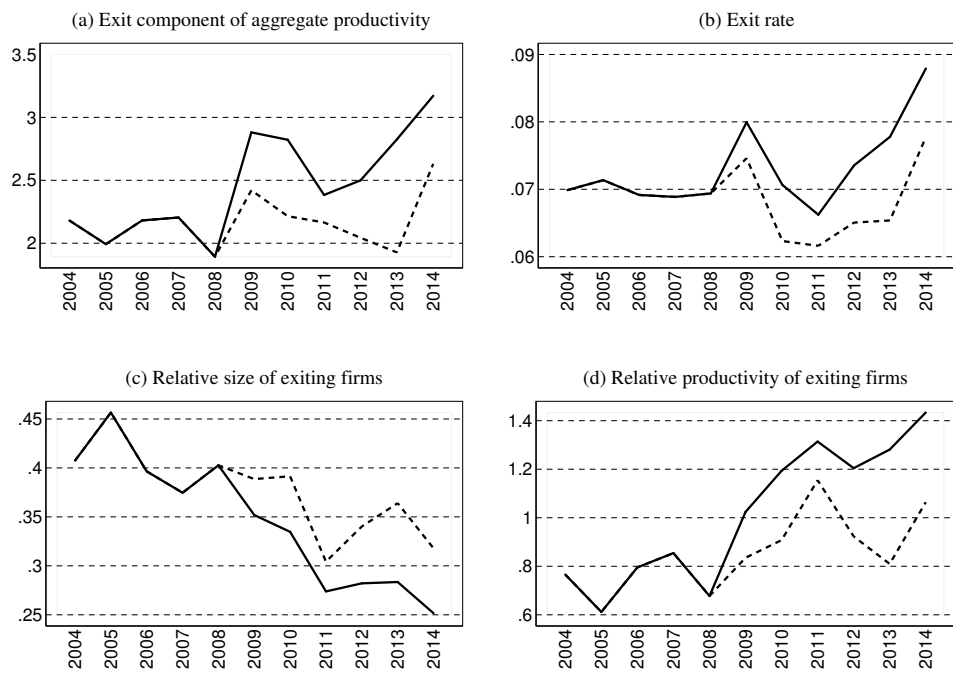 (a) Exit component of aggregate productivity
3.5
3
2.5
2
2004 2005 2006 2007 2008 2009 2010 2011 2012 2013 2014
(b) Exit rate
.09
.08
.07
.06
2004 2005 2006 2007 2008 2009 2010 2011 2012 2013 2014
(c) Relative size of exiting firms
.45
.4
.35
.3
.25
2004 2005 2006 2007 2008 2009 2010 2011 2012 2013 2014
(d) Relative productivity of exiting firms
1.4
1.2
1
.8
.6
2004 2005 2006 2007 2008 2009 2010 2011 2012 2013 2014